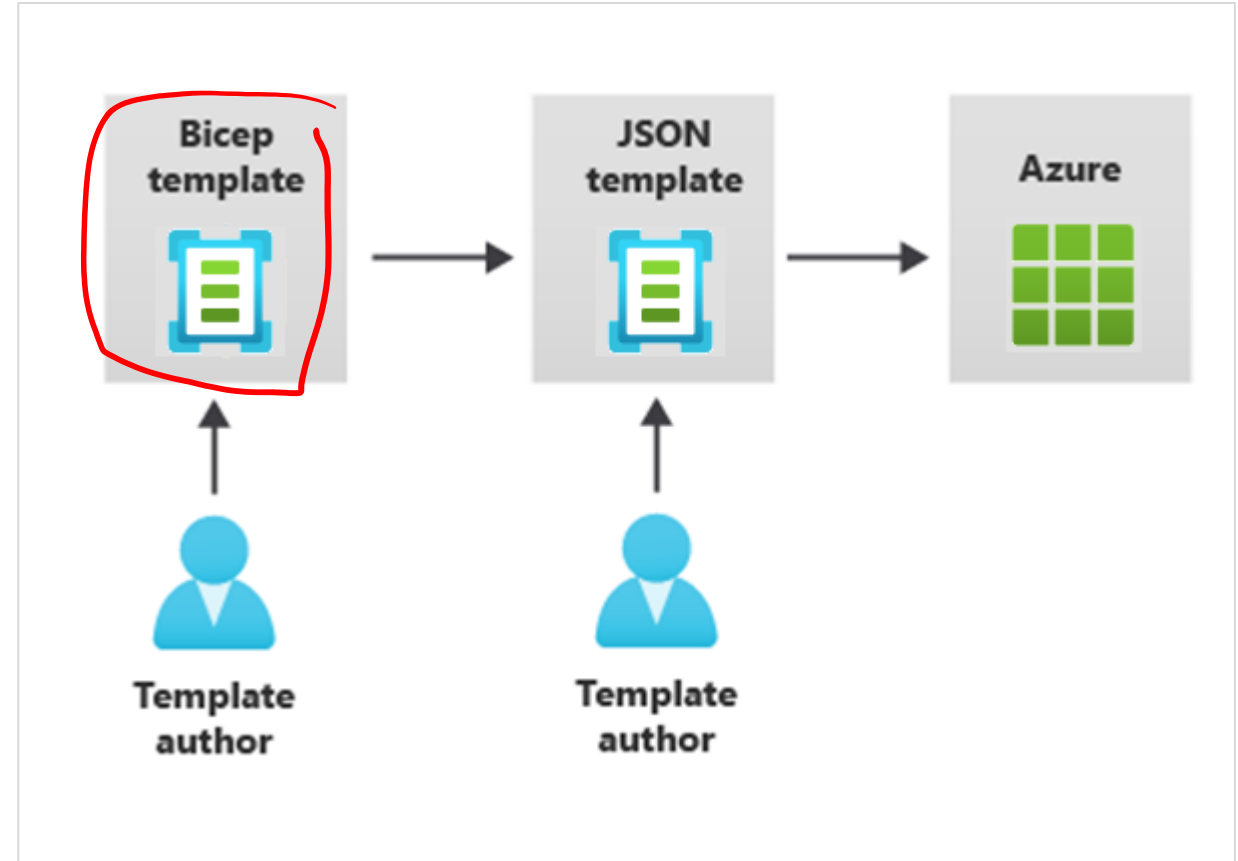 Bicep
template
JSON
template
Azure
Template
author
Template
author